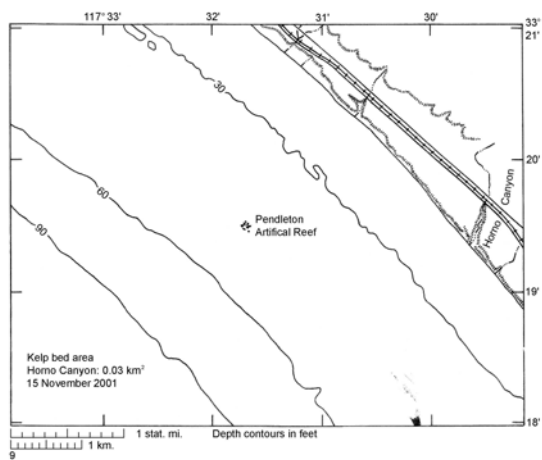 117° 33'
32'
31'
30'
33°
21'
30
20'
Horno Canyon
60
Pendleton
Artifical Reef
90
19'
Kelp bed area
Horno Canyon: 0.03 km²
15 November 2001
18'
1 stat. mi.
Depth contours in feet
1 km.
9